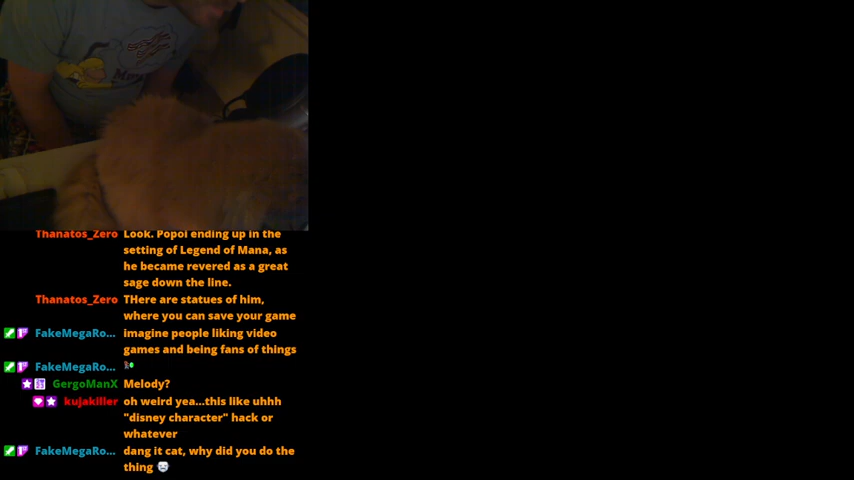 Thanatos_Zero Look. Popoi ending up in the
setting of Legend of Mana, as
he became revered as a great
sage down the line.
Thanatos_Zero THere are statues of him,
where you can save your game
FakeMegaRo... imagine people liking video
games and being fans of things
FakeMegaRo...
GergoManX Melody?
kujakiller oh weird yea...this like uhhh
"disney character" hack or
whatever
FakeMegaRo... dang it cat, why did you do the
thing